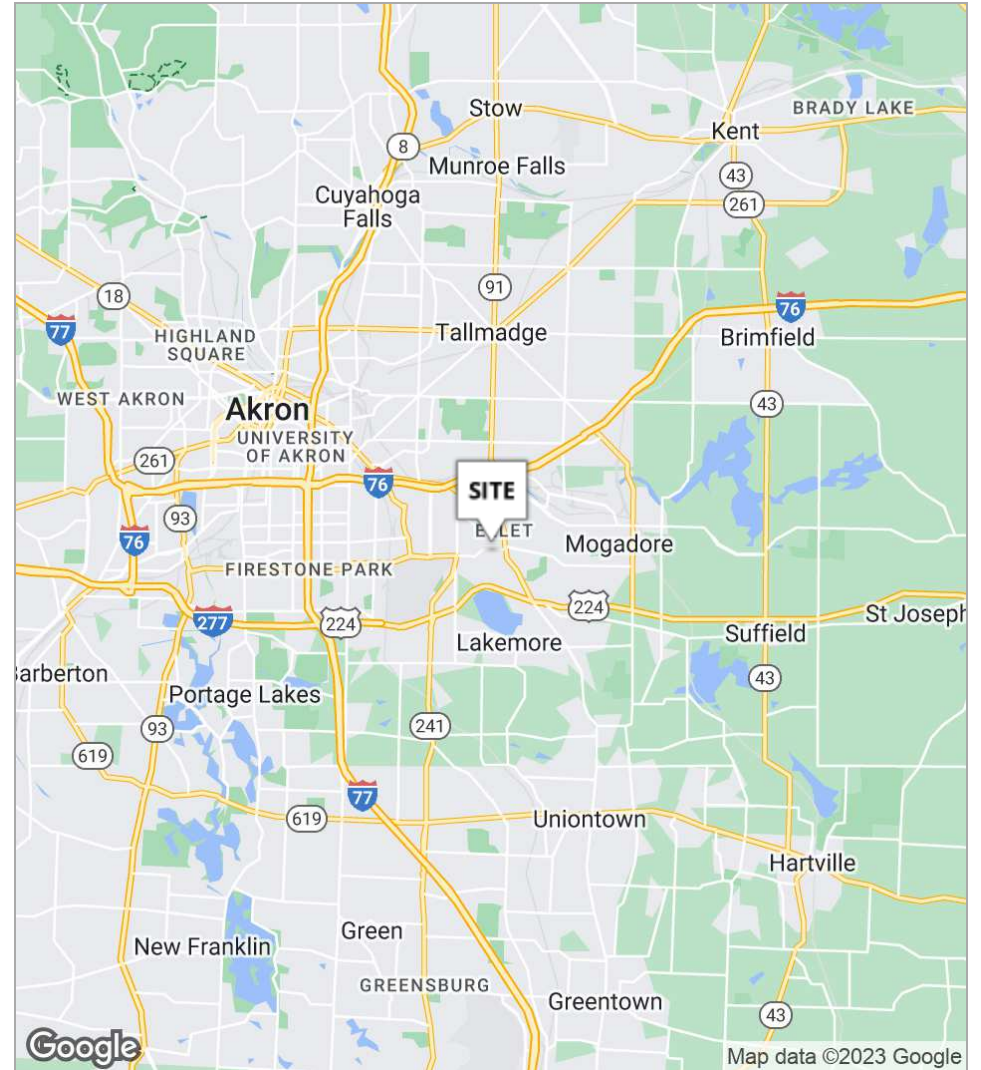 Stow
BRADY LAKE
Kent
8
Munroe Falls
43
Cuyahoga
Falls
261
91
18
76
77
Tallmadge
Brimfield
HIGHLAND
SQUARE
WEST AKRON
43
Akron
UNIVERSITY
OF AKRON
261
76
SITE
93
76
Mogadore
FIRESTONE PARK
224
St Joseph
277
224
Suffield
Lakemore
Barberton
43
Portage Lakes
241
93
619
77
619
Uniontown
Hartville
Green
New Franklin
GREENSBURG
Greentown
43
Google
Map data ©2023 Google